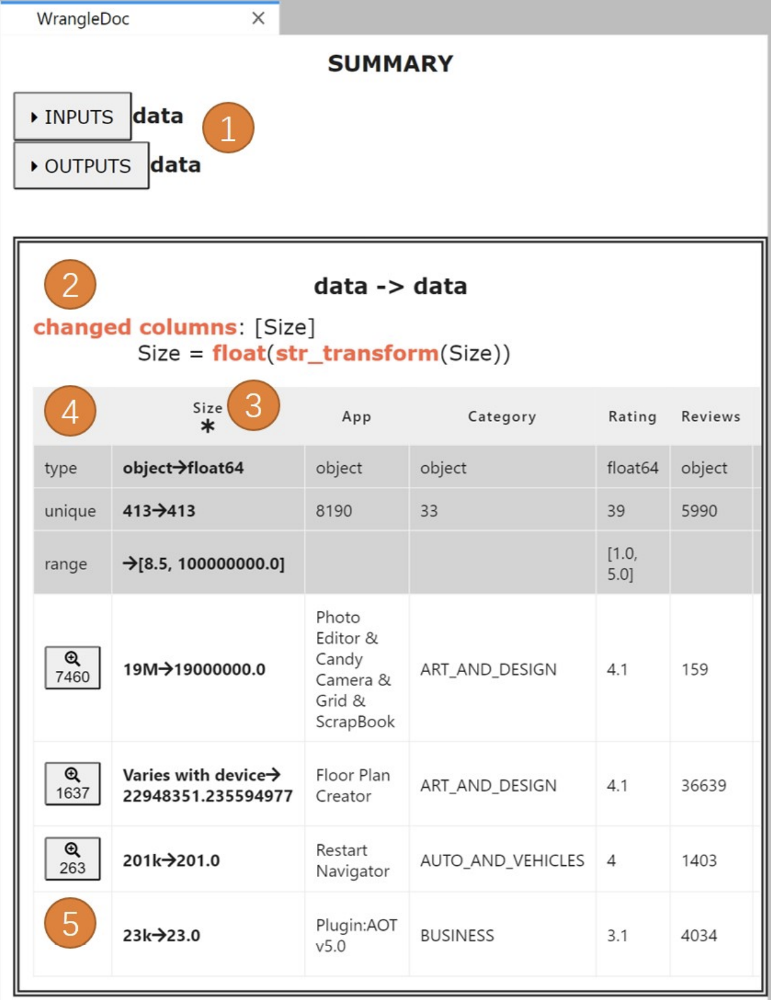 WrangleDoc ×
SUMMARY
INPUTS data
1
OUTPUTS data
2
data -> data
changed columns: [Size]
Size = float(str_transform(Size))
4 Size * 3 App Category Rating Reviews
type object→float64 object object float64 object
unique 413→413 8190 33 39 5990
range →[8.5, 100000000.0] [1.0,
5.0]
7460 19M→19000000.0 Photo
Editor &
Candy
Camera &
Grid &
ScrapBook ART_AND_DESIGN 4.1 159
1637 Varies with device→
22948351.235594977 Floor Plan
Creator ART_AND_DESIGN 4.1 36639
263 201k→201.0 Restart
Navigator AUTO_AND_VEHICLES 4 1403
5 23k→23.0 Plugin:AOT
v5.0 BUSINESS 3.1 4034